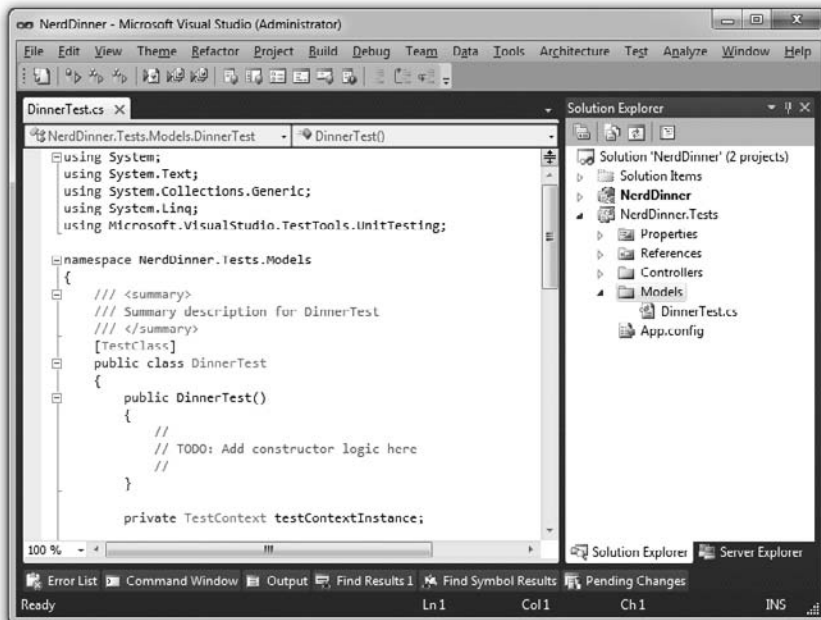 NerdDinner - Microsoft Visual Studio (Administrator)
File Edit View Theme Refactor Project Build Debug Team Data Tools Architecture Test Analyze Window Help
DinnerTest.cs X
NerdDinner.Tests.Models.DinnerTest
DinnerTest()
using System;
using System.Text;
using System.Collections.Generic;
using System.Linq;
using Microsoft.VisualStudio.TestTools.UnitTesting;
namespace NerdDinner.Tests.Models
{
/// <summary>
/// Summary description for DinnerTest
/// </summary>
[TestClass]
public class DinnerTest
{
public DinnerTest()
{
//
// TODO: Add constructor logic here
//
}
private TestContext testContextInstance;
100 %
Solution Explorer
Solution 'NerdDinner' (2 projects)
Solution Items
NerdDinner
NerdDinner.Tests
Properties
References
Controllers
Models
DinnerTest.cs
App.config
Solution Explorer Server Explorer
Error List Command Window Output Find Results 1 Find Symbol Results Pending Changes
Ready Ln 1 Col 1 Ch 1 INS